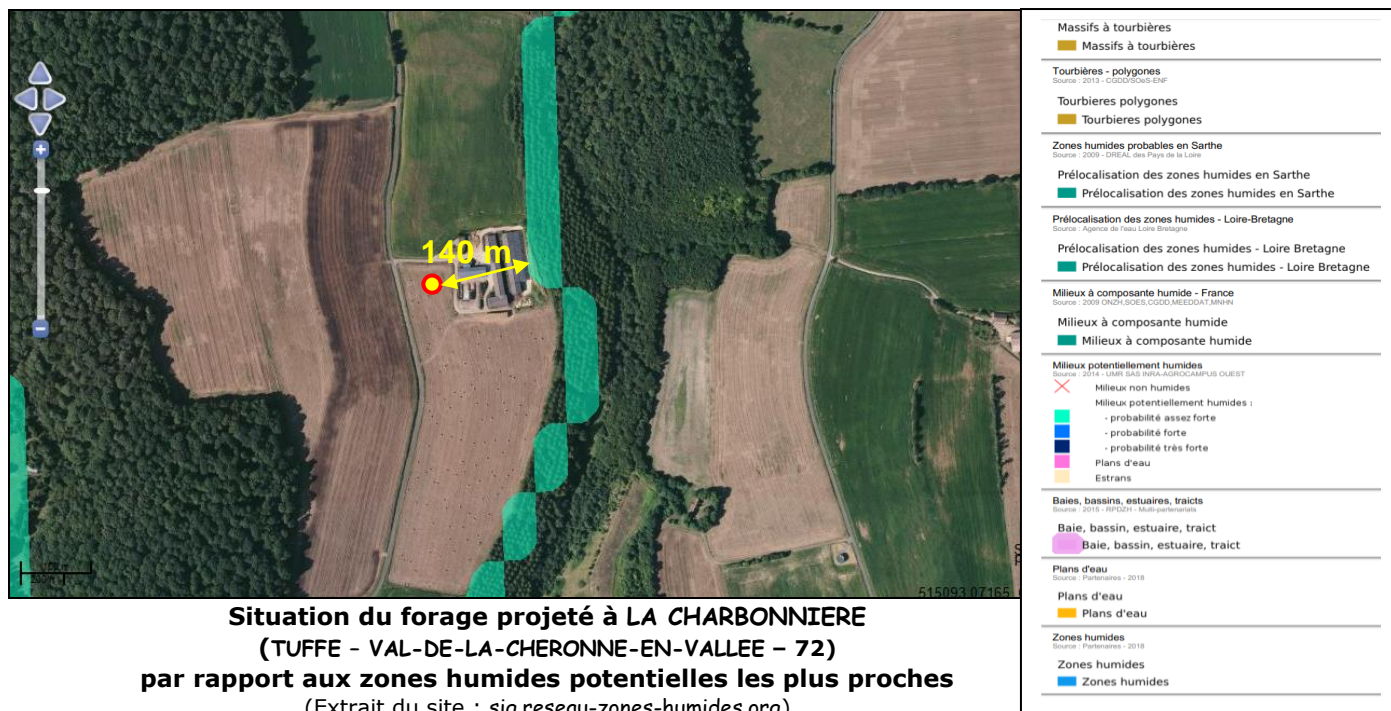 140 m
515093.07165
Situation du forage projeté à LA CHARBONNIERE
(TUFFE - VAL-DE-LA-CHERONNE-EN-VALLEE – 72)
par rapport aux zones humides potentielles les plus proches
(Extrait du site : sig.reseau-zones-humides.org)
Massifs à tourbières
Massifs à tourbières
Tourbières - polygones
Source : 2013 - CGDD/SOeS-ENF
Tourbieres polygones
Tourbieres polygones
Zones humides probables en Sarthe
Source : 2009 - DREAL des Pays de la Loire
Prélocalisation des zones humides en Sarthe
Prélocalisation des zones humides en Sarthe
Prélocalisation des zones humides - Loire-Bretagne
Source : Agence de l'eau Loire Bretagne
Prélocalisation des zones humides - Loire Bretagne
Prélocalisation des zones humides - Loire Bretagne
Milieux à composante humide - France
Source : 2009 ONZH,SOES,CGDD,MEEDDAT,MNHN
Milieux à composante humide
Milieux à composante humide
Milieux potentiellement humides
Source : 2014 - UMR SAS INRA-AGROCAMPUS OUEST
Milieux non humides
Milieux potentiellement humides :
- probabilité assez forte
- probabilité forte
- probabilité très forte
Plans d'eau
Estrans
Baies, bassins, estuaires, traicts
Source : 2015 - RPDZH - Multi-partenariats
Baie, bassin, estuaire, traict
Baie, bassin, estuaire, traict
Plans d'eau
Source : Partenaires - 2018
Plans d'eau
Plans d'eau
Zones humides
Source : Partenaires - 2018
Zones humides
Zones humides